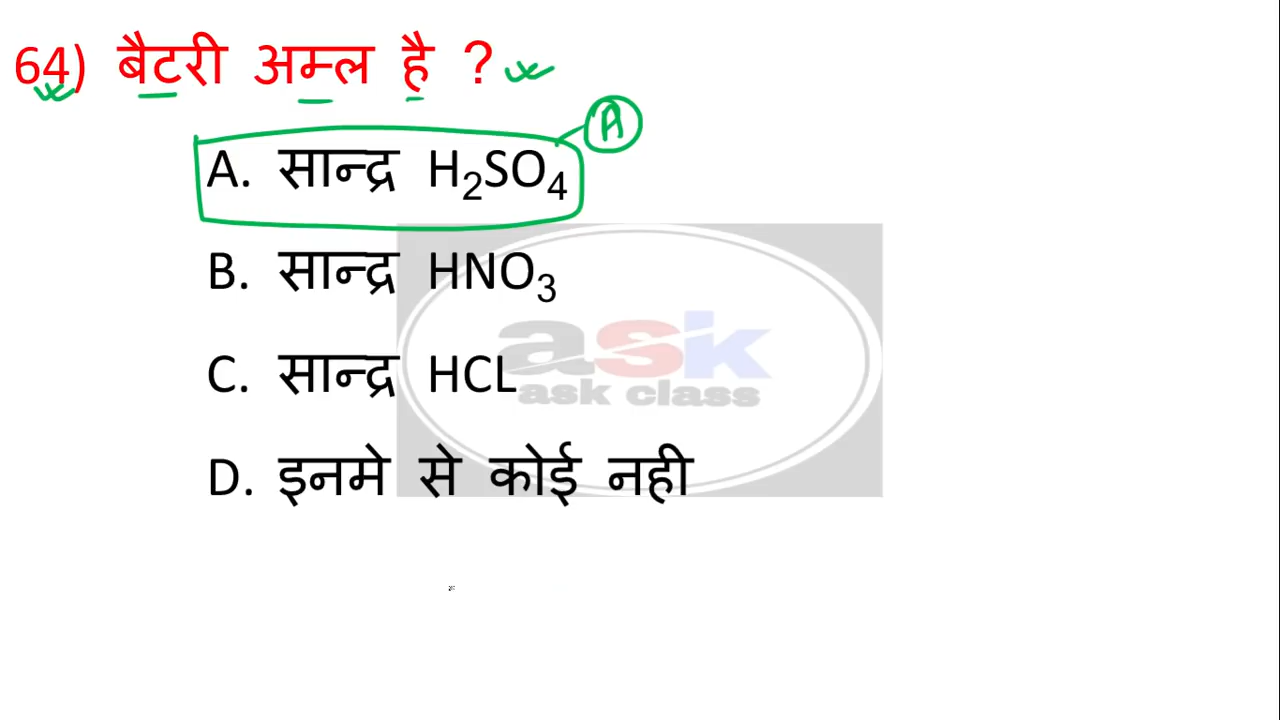 64) बैटरी अम्ल है ?
A
A. सान्द्र H₂SO₄
B. सान्द्र HNO₃
ask
C. सान्द्र HCL
ask class
D. इनमे से कोई नही